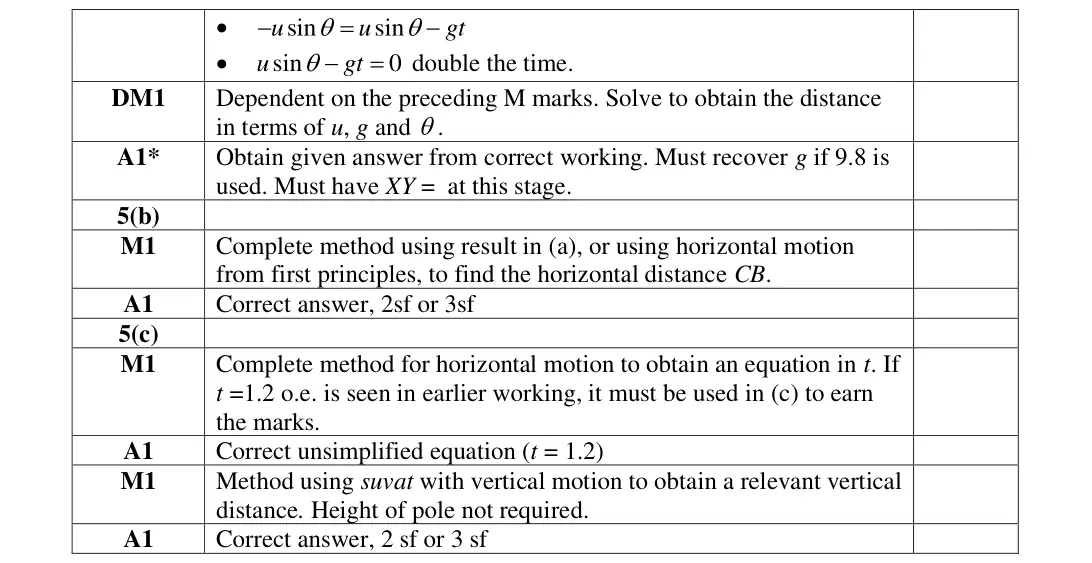 • −u sin θ = u sin θ − gt
• u sin θ − gt = 0 double the time.
DM1 Dependent on the preceding M marks. Solve to obtain the distance
in terms of u, g and θ.
A1* Obtain given answer from correct working. Must recover g if 9.8 is
used. Must have XY = at this stage.
5(b)
M1 Complete method using result in (a), or using horizontal motion
from first principles, to find the horizontal distance CB.
A1 Correct answer, 2sf or 3sf
5(c)
M1 Complete method for horizontal motion to obtain an equation in t. If
t =1.2 o.e. is seen in earlier working, it must be used in (c) to earn
the marks.
A1 Correct unsimplified equation (t = 1.2)
M1 Method using suvat with vertical motion to obtain a relevant vertical
distance. Height of pole not required.
A1 Correct answer, 2 sf or 3 sf